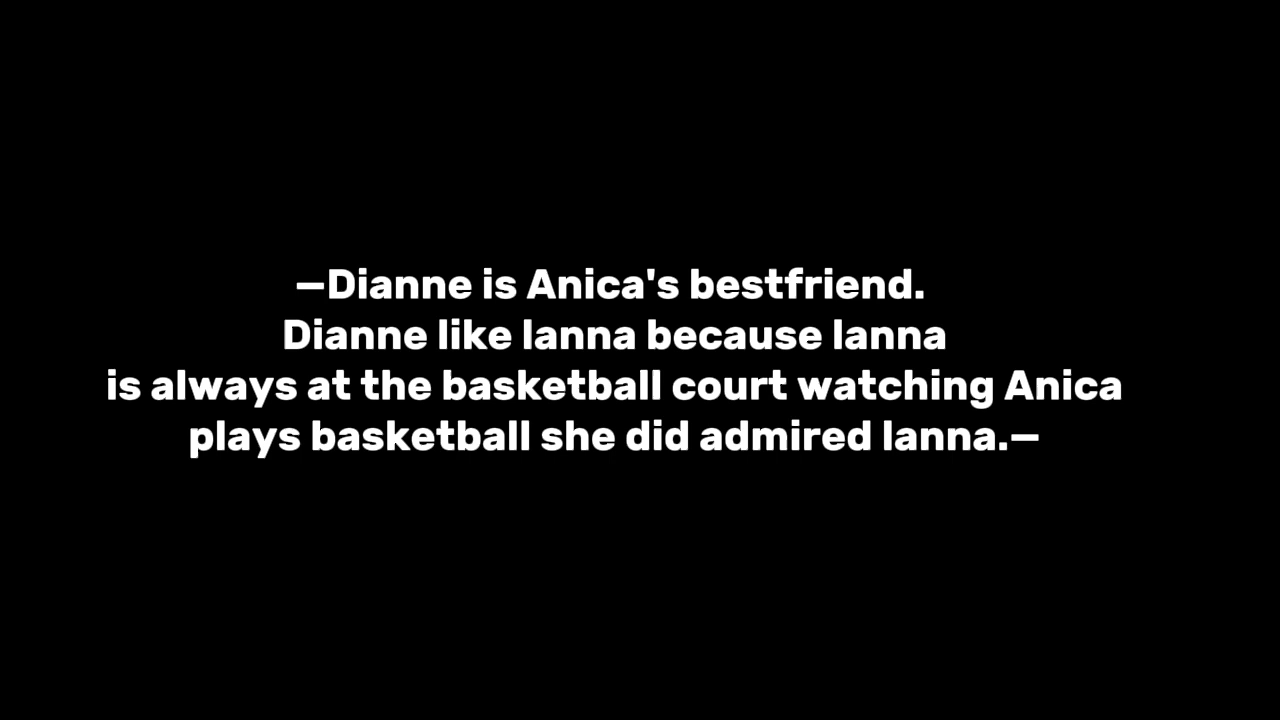 —Dianne is Anica's bestfriend.
Dianne like Ianna because Ianna
is always at the basketball court watching Anica
plays basketball she did admired Ianna.—